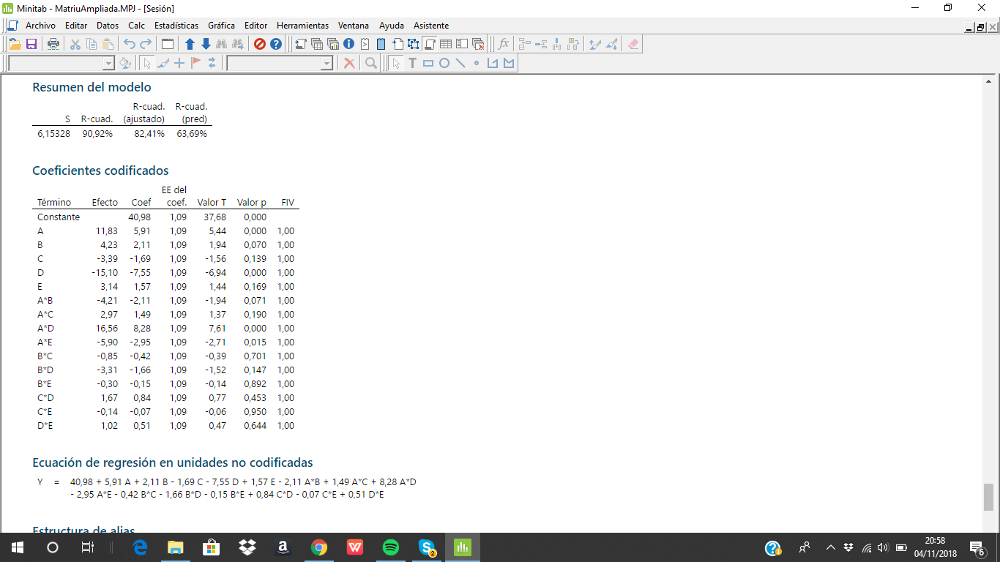 Minitab - MatriuAmpliada.MPJ - [Sesión]
Archivo Editar Datos Calc Estadísticas Gráfica Editor Herramientas Ventana Ayuda Asistente
Resumen del modelo
R-cuad. R-cuad.
S R-cuad. (ajustado) (pred)
6,15328 90,92% 82,41% 63,69%
Coeficientes codificados
EE del
Término Efecto Coef coef. Valor T Valor p FIV
Constante 40,98 1,09 37,68 0,000
A 11,83 5,91 1,09 5,44 0,000 1,00
B 4,23 2,11 1,09 1,94 0,070 1,00
C -3,39 -1,69 1,09 -1,56 0,139 1,00
D -15,10 -7,55 1,09 -6,94 0,000 1,00
E 3,14 1,57 1,09 1,44 0,169 1,00
A*B -4,21 -2,11 1,09 -1,94 0,071 1,00
A*C 2,97 1,49 1,09 1,37 0,190 1,00
A*D 16,56 8,28 1,09 7,61 0,000 1,00
A*E -5,90 -2,95 1,09 -2,71 0,015 1,00
B*C -0,85 -0,42 1,09 -0,39 0,701 1,00
B*D -3,31 -1,66 1,09 -1,52 0,147 1,00
B*E -0,30 -0,15 1,09 -0,14 0,892 1,00
C*D 1,67 0,84 1,09 0,77 0,453 1,00
C*E -0,14 -0,07 1,09 -0,06 0,950 1,00
D*E 1,02 0,51 1,09 0,47 0,644 1,00
Ecuación de regresión en unidades no codificadas
Y = 40,98 + 5,91 A + 2,11 B - 1,69 C - 7,55 D + 1,57 E - 2,11 A*B + 1,49 A*C + 8,28 A*D
- 2,95 A*E - 0,42 B*C - 1,66 B*D - 0,15 B*E + 0,84 C*D - 0,07 C*E + 0,51 D*E
Estructura de alias
20:58
04/11/2018